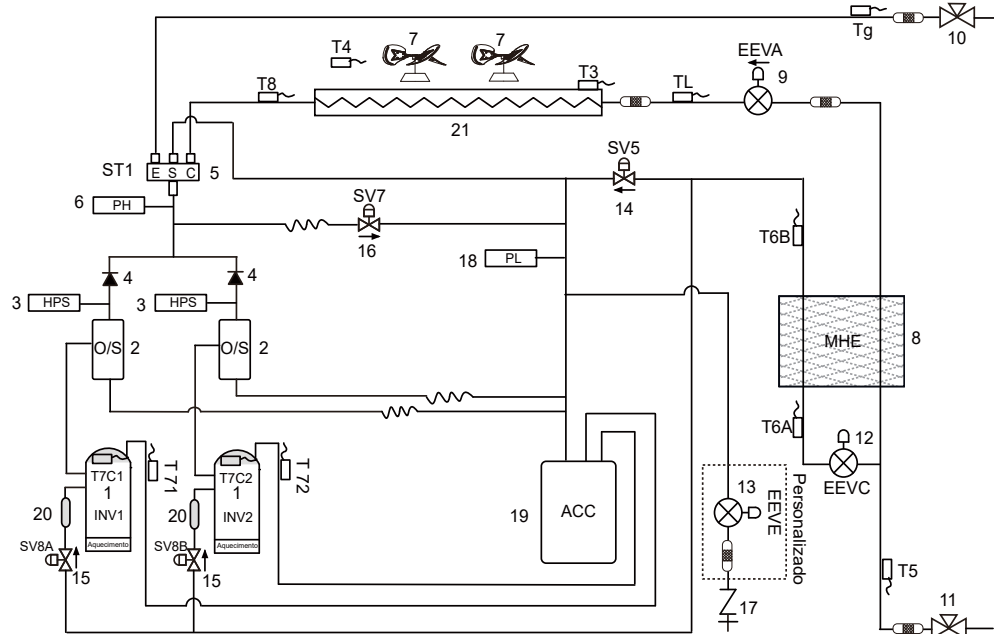 Tg
10
T4
7
7
EEVA
9
T8
T3
TL
21
ST1
E S C
5
SV5
14
6
PH
SV7
16
T6B
18
PL
4
4
3
HPS
3
HPS
O/S
2
O/S
2
MHE
8
T6A
12
EEVC
T7C1
1
INV1
Aquecimento
T71
T7C2
1
INV2
Aquecimento
T72
20
20
SV8A
15
SV8B
15
19
ACC
13
EEVE
Personalizado
17
T5
11